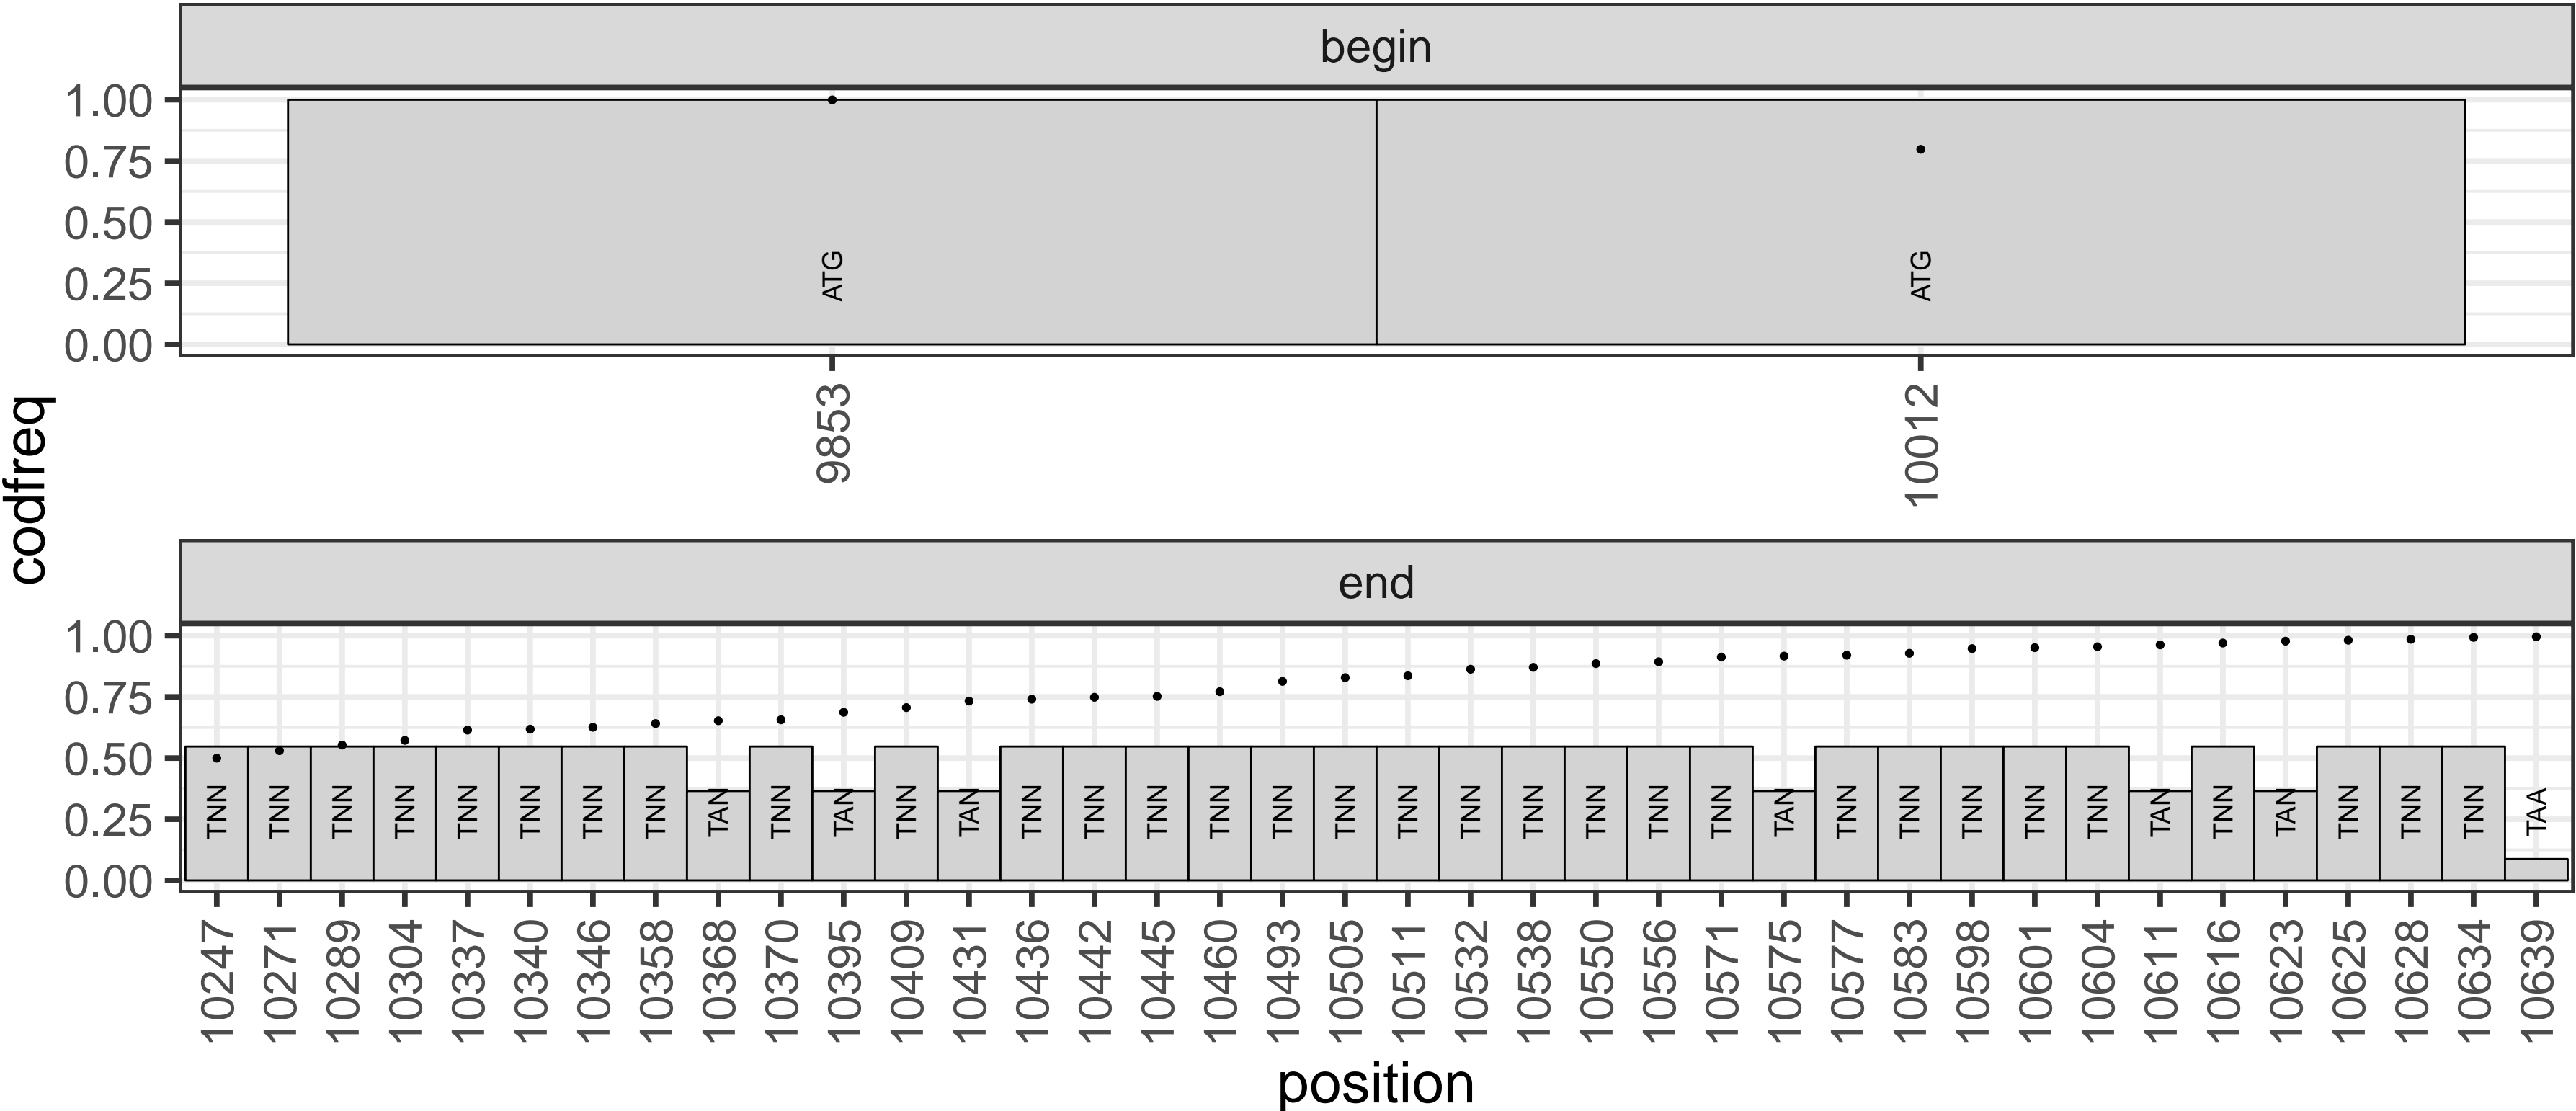 begin
1.00
0.75
0.50
0.25
0.00
ATG ATG
9853 10012
codfreq
end
1.00
0.75
0.50
0.25
0.00
TNN TNN TNN TNN TNN TNN TNN TNN TAN TNN TAN TNN TAN TNN TNN TNN TNN TNN TNN TNN TNN TNN TNN TNN TNN TAN TNN TNN TNN TNN TNN TAN TNN TAN TNN TNN TNN TAA
10247 10271 10289 10304 10337 10340 10346 10358 10368 10370 10395 10409 10431 10436 10442 10445 10460 10493 10505 10511 10532 10538 10550 10556 10571 10575 10577 10583 10598 10601 10604 10611 10616 10623 10625 10628 10634 10639
position